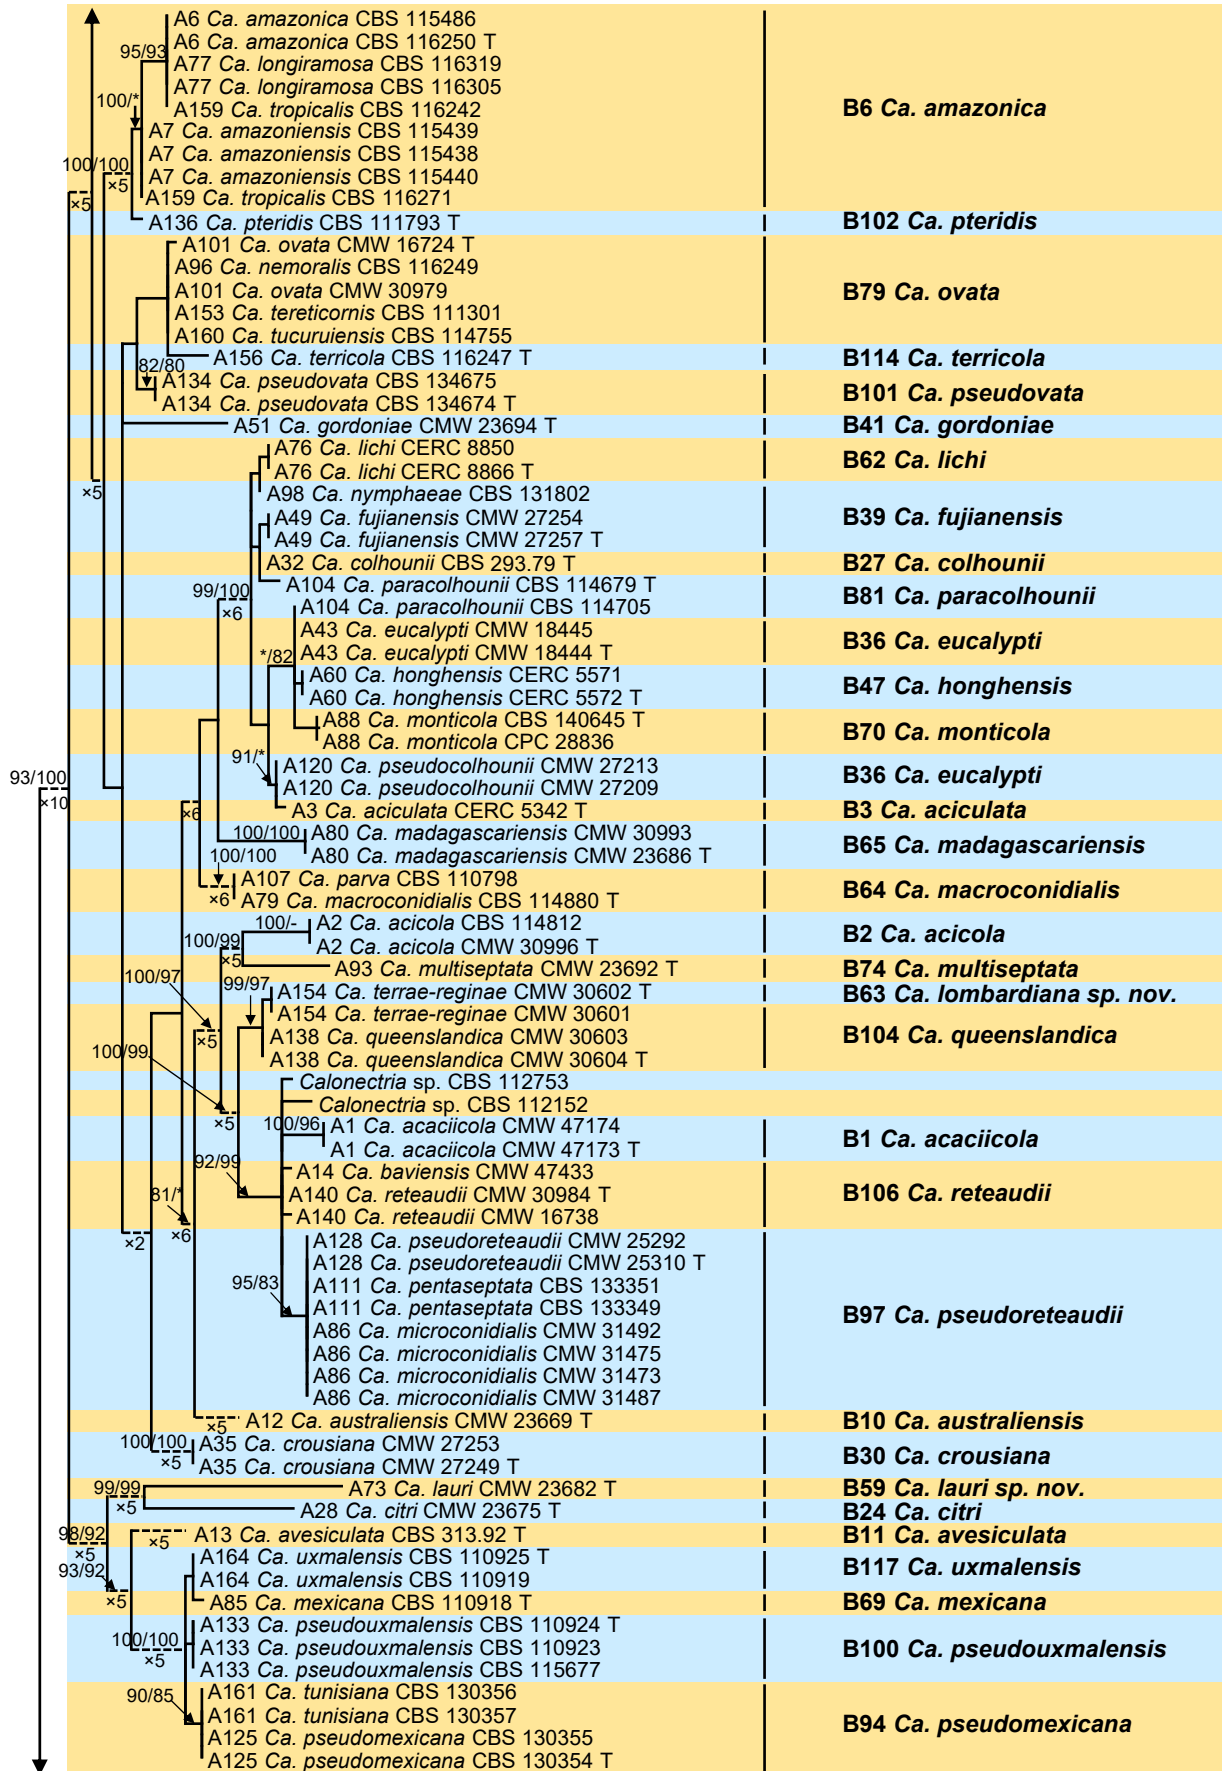 A6 Ca. amazonica CBS 115486
A6 Ca. amazonica CBS 116250 T
95/93
A77 Ca. longiramosa CBS 116319
A77 Ca. longiramosa CBS 116305
100/*
A159 Ca. tropicalis CBS 116242
B6 Ca. amazonica
A7 Ca. amazoniensis CBS 115439
A7 Ca. amazoniensis CBS 115438
100/100
×5
A7 Ca. amazoniensis CBS 115440
A159 Ca. tropicalis CBS 116271
×5
A136 Ca. pteridis CBS 111793 T
B102 Ca. pteridis
A101 Ca. ovata CMW 16724 T
A96 Ca. nemoralis CBS 116249
A101 Ca. ovata CMW 30979
B79 Ca. ovata
A153 Ca. tereticornis CBS 111301
A160 Ca. tucuruiensis CBS 114755
A156 Ca. terricola CBS 116247 T
B114 Ca. terricola
82/80
A134 Ca. pseudovata CBS 134675
A134 Ca. pseudovata CBS 134674 T
B101 Ca. pseudovata
A51 Ca. gordoniae CMW 23694 T
B41 Ca. gordoniae
A76 Ca. lichi CERC 8850
A76 Ca. lichi CERC 8866 T
B62 Ca. lichi
×5
A98 Ca. nymphaeae CBS 131802
A49 Ca. fujianensis CMW 27254
B39 Ca. fujianensis
A49 Ca. fujianensis CMW 27257 T
A32 Ca. colhounii CBS 293.79 T
B27 Ca. colhounii
99/100
×6
A104 Ca. paracolhounii CBS 114679 T
B81 Ca. paracolhounii
A104 Ca. paracolhounii CBS 114705
A43 Ca. eucalypti CMW 18445
B36 Ca. eucalypti
*/82
A43 Ca. eucalypti CMW 18444 T
A60 Ca. honghensis CERC 5571
B47 Ca. honghensis
A60 Ca. honghensis CERC 5572 T
A88 Ca. monticola CBS 140645 T
B70 Ca. monticola
A88 Ca. monticola CPC 28836
91/*
A120 Ca. pseudocolhounii CMW 27213
B36 Ca. eucalypti
93/100
×10
A120 Ca. pseudocolhounii CMW 27209
×6
A3 Ca. aciculata CERC 5342 T
B3 Ca. aciculata
100/100
A80 Ca. madagascariensis CMW 30993
B65 Ca. madagascariensis
A80 Ca. madagascariensis CMW 23686 T
100/100
×6
A107 Ca. parva CBS 110798
B64 Ca. macroconidialis
A79 Ca. macroconidialis CBS 114880 T
100/-
A2 Ca. acicola CBS 114812
B2 Ca. acicola
A2 Ca. acicola CMW 30996 T
100/99
×5
A93 Ca. multiseptata CMW 23692 T
B74 Ca. multiseptata
100/97
×5
99/97
A154 Ca. terrae-reginae CMW 30602 T
B63 Ca. lombardiana sp. nov.
A154 Ca. terrae-reginae CMW 30601
A138 Ca. queenslandica CMW 30603
B104 Ca. queenslandica
100/99
×5
A138 Ca. queenslandica CMW 30604 T
Calonectria sp. CBS 112753
Calonectria sp. CBS 112152
100/96
A1 Ca. acaciicola CMW 47174
B1 Ca. acaciicola
A1 Ca. acaciicola CMW 47173 T
92/99
A14 Ca. baviensis CMW 47433
A140 Ca. reteaudii CMW 30984 T
B106 Ca. reteaudii
81/*
×6
A140 Ca. reteaudii CMW 16738
×2
A128 Ca. pseudoreteaudii CMW 25292
A128 Ca. pseudoreteaudii CMW 25310 T
95/83
A111 Ca. pentaseptata CBS 133351
A111 Ca. pentaseptata CBS 133349
B97 Ca. pseudoreteaudii
A86 Ca. microconidialis CMW 31492
A86 Ca. microconidialis CMW 31475
A86 Ca. microconidialis CMW 31473
A86 Ca. microconidialis CMW 31487
×5
A12 Ca. australiensis CMW 23669 T
B10 Ca. australiensis
100/100
×5
A35 Ca. crousiana CMW 27253
B30 Ca. crousiana
A35 Ca. crousiana CMW 27249 T
99/99
×5
A73 Ca. lauri CMW 23682 T
B59 Ca. lauri sp. nov.
A28 Ca. citri CMW 23675 T
B24 Ca. citri
98/92
×5
×5
A13 Ca. avesiculata CBS 313.92 T
B11 Ca. avesiculata
93/92
×5
A164 Ca. uxmalensis CBS 110925 T
B117 Ca. uxmalensis
A164 Ca. uxmalensis CBS 110919
A85 Ca. mexicana CBS 110918 T
B69 Ca. mexicana
100/100
×5
A133 Ca. pseudouxmalensis CBS 110924 T
A133 Ca. pseudouxmalensis CBS 110923
B100 Ca. pseudouxmalensis
A133 Ca. pseudouxmalensis CBS 115677
90/85
A161 Ca. tunisiana CBS 130356
A161 Ca. tunisiana CBS 130357
B94 Ca. pseudomexicana
A125 Ca. pseudomexicana CBS 130355
A125 Ca. pseudomexicana CBS 130354 T